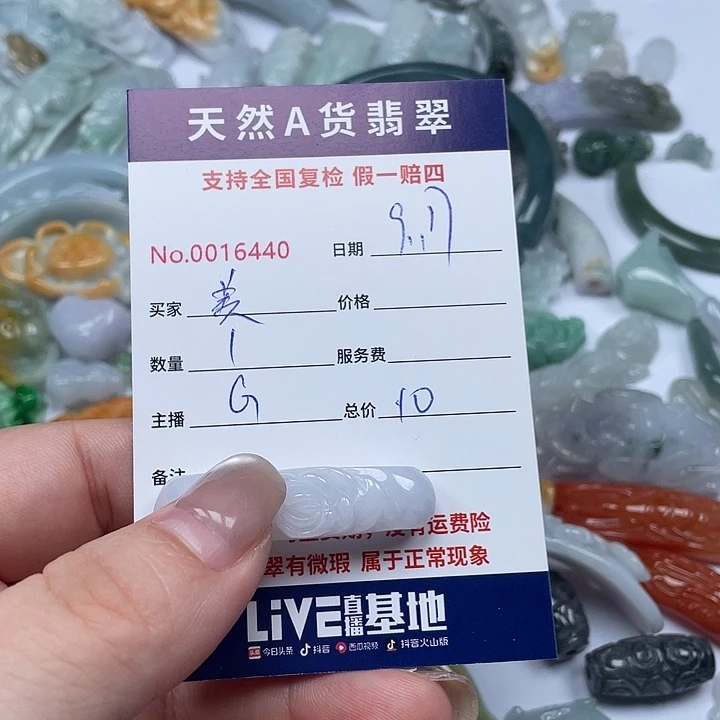 天然A货翡翠
支持全国复检 假一赔四
No.0016440 日期 9.17
买家 美 价格
数量 1 服务费
主播 G 总价 10
备注
没有运费险
翠有微瑕 属于正常现象
LiVE直播基地
头条 今日头条 抖音 西瓜视频 抖音火山版